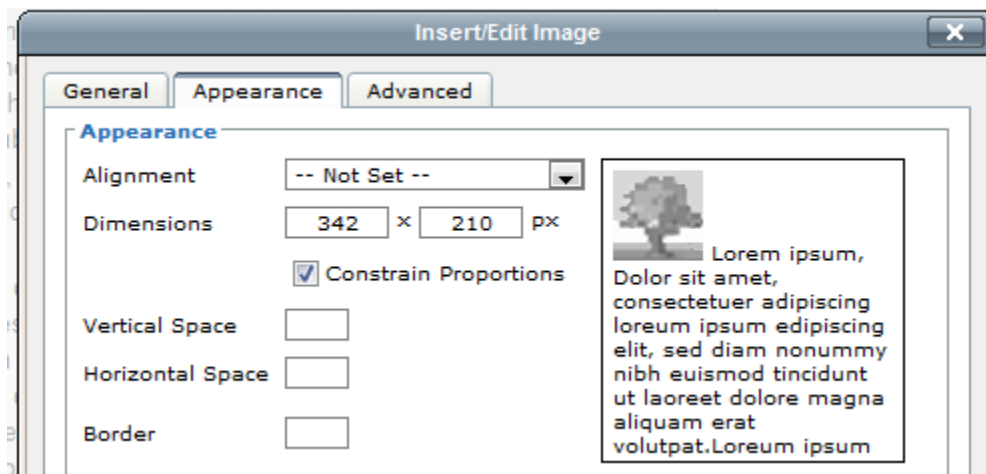 Insert/Edit Image
General Appearance Advanced
Appearance
Alignment -- Not Set --
Dimensions 342 x 210 px
Constrain Proportions
Vertical Space
Horizontal Space
Border
Lorem ipsum,
Dolor sit amet,
consectetuer adipiscing
loreum ipsum edipiscing
elit, sed diam nonummy
nibh euismod tincidunt
ut laoreet dolore magna
aliquam erat
volutpat.Loreum ipsum